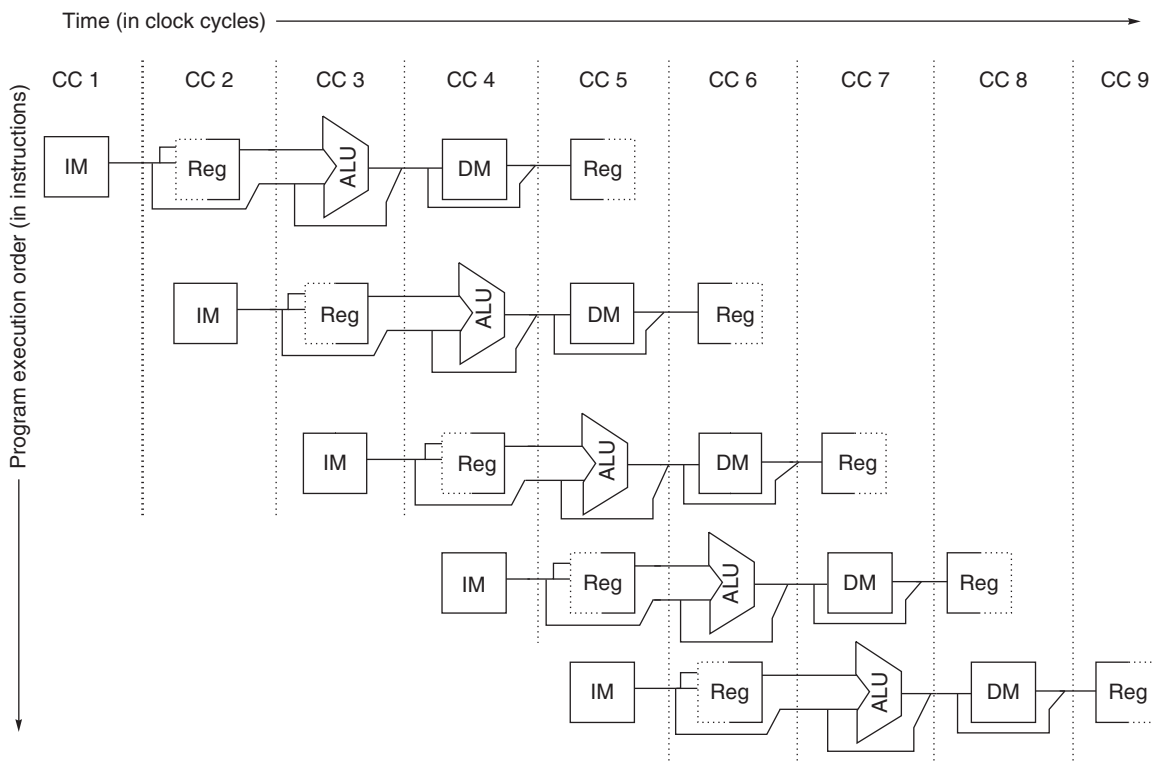 Time (in clock cycles)
CC 1 CC 2 CC 3 CC 4 CC 5 CC 6 CC 7 CC 8 CC 9
Program execution order (in instructions)
IM Reg ALU DM Reg
IM Reg ALU DM Reg
IM Reg ALU DM Reg
IM Reg ALU DM Reg
IM Reg ALU DM Reg